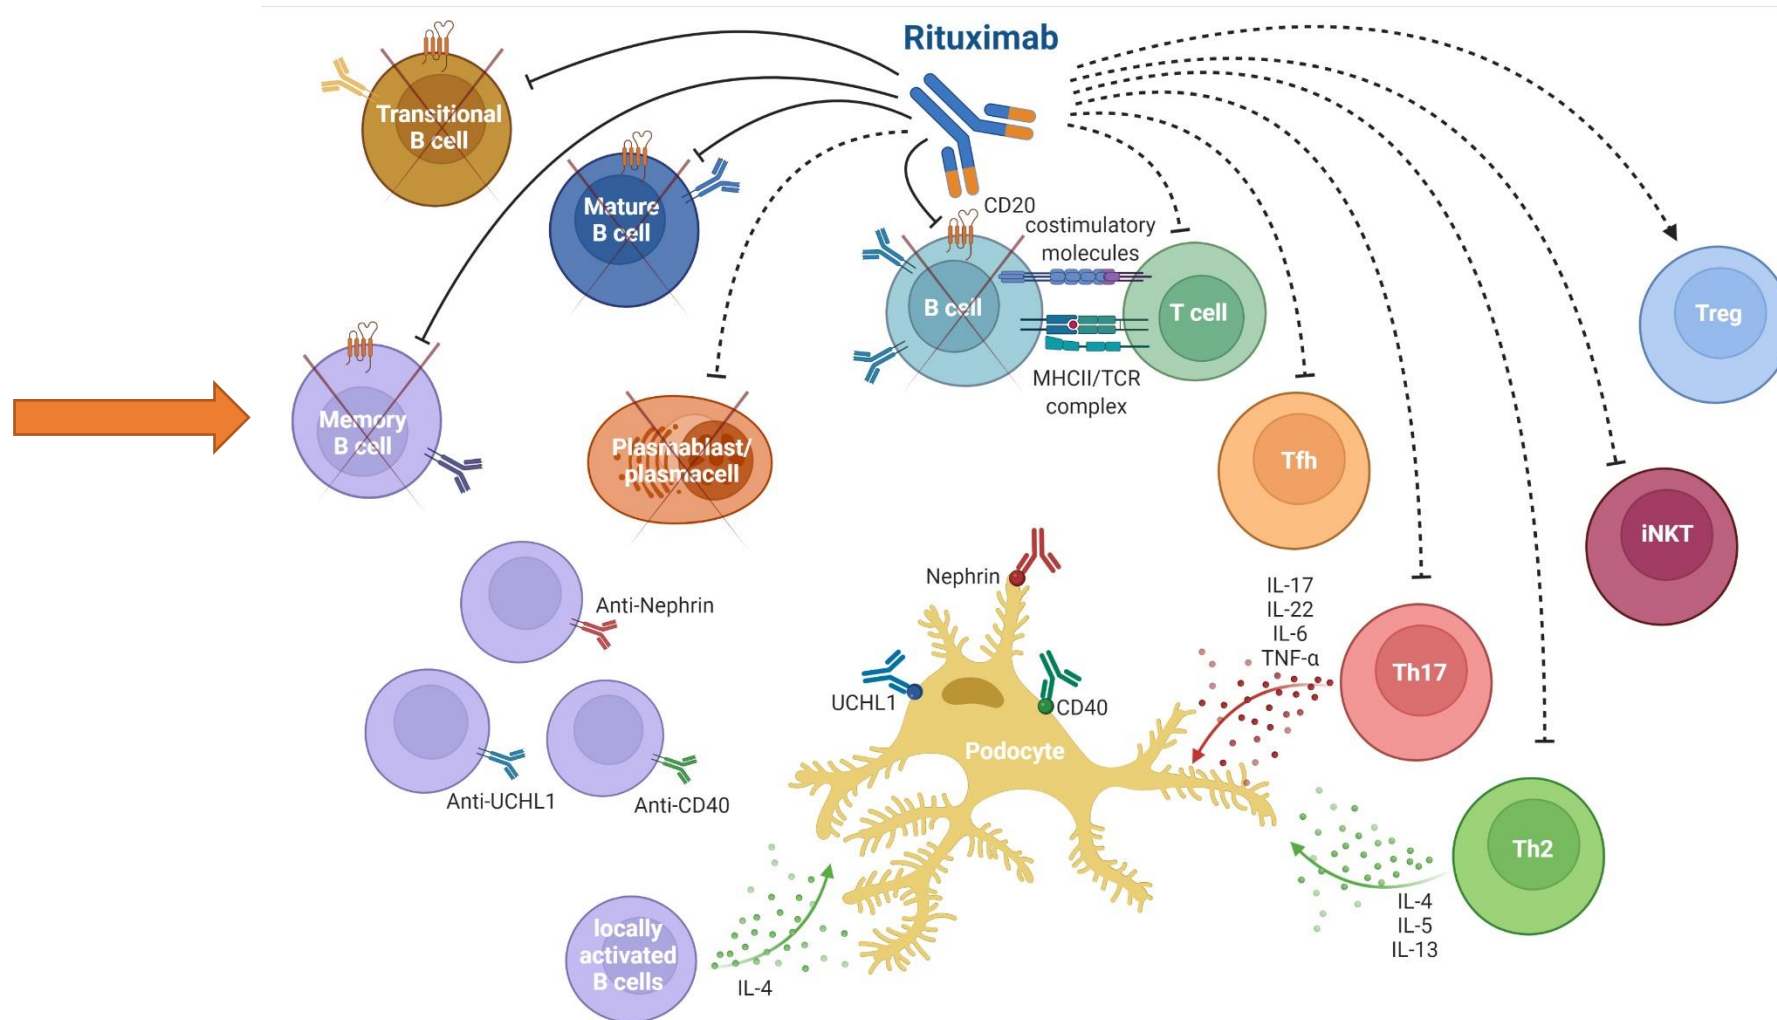 Rituximab
Transitional
B cell
Mature
B cell
CD20
costimulatory
molecules
B cell
T cell
Treg
MHCII/TCR
complex
Memory
B cell
Plasmablast/
plasmacell
Tfh
iNKT
Nephrin
Anti-Nephrin
IL-17
IL-22
IL-6
TNF-α
Th17
UCHL1
CD40
Podocyte
Anti-UCHL1
Anti-CD40
Th2
IL-4
IL-5
IL-13
locally
activated
B cells
IL-4